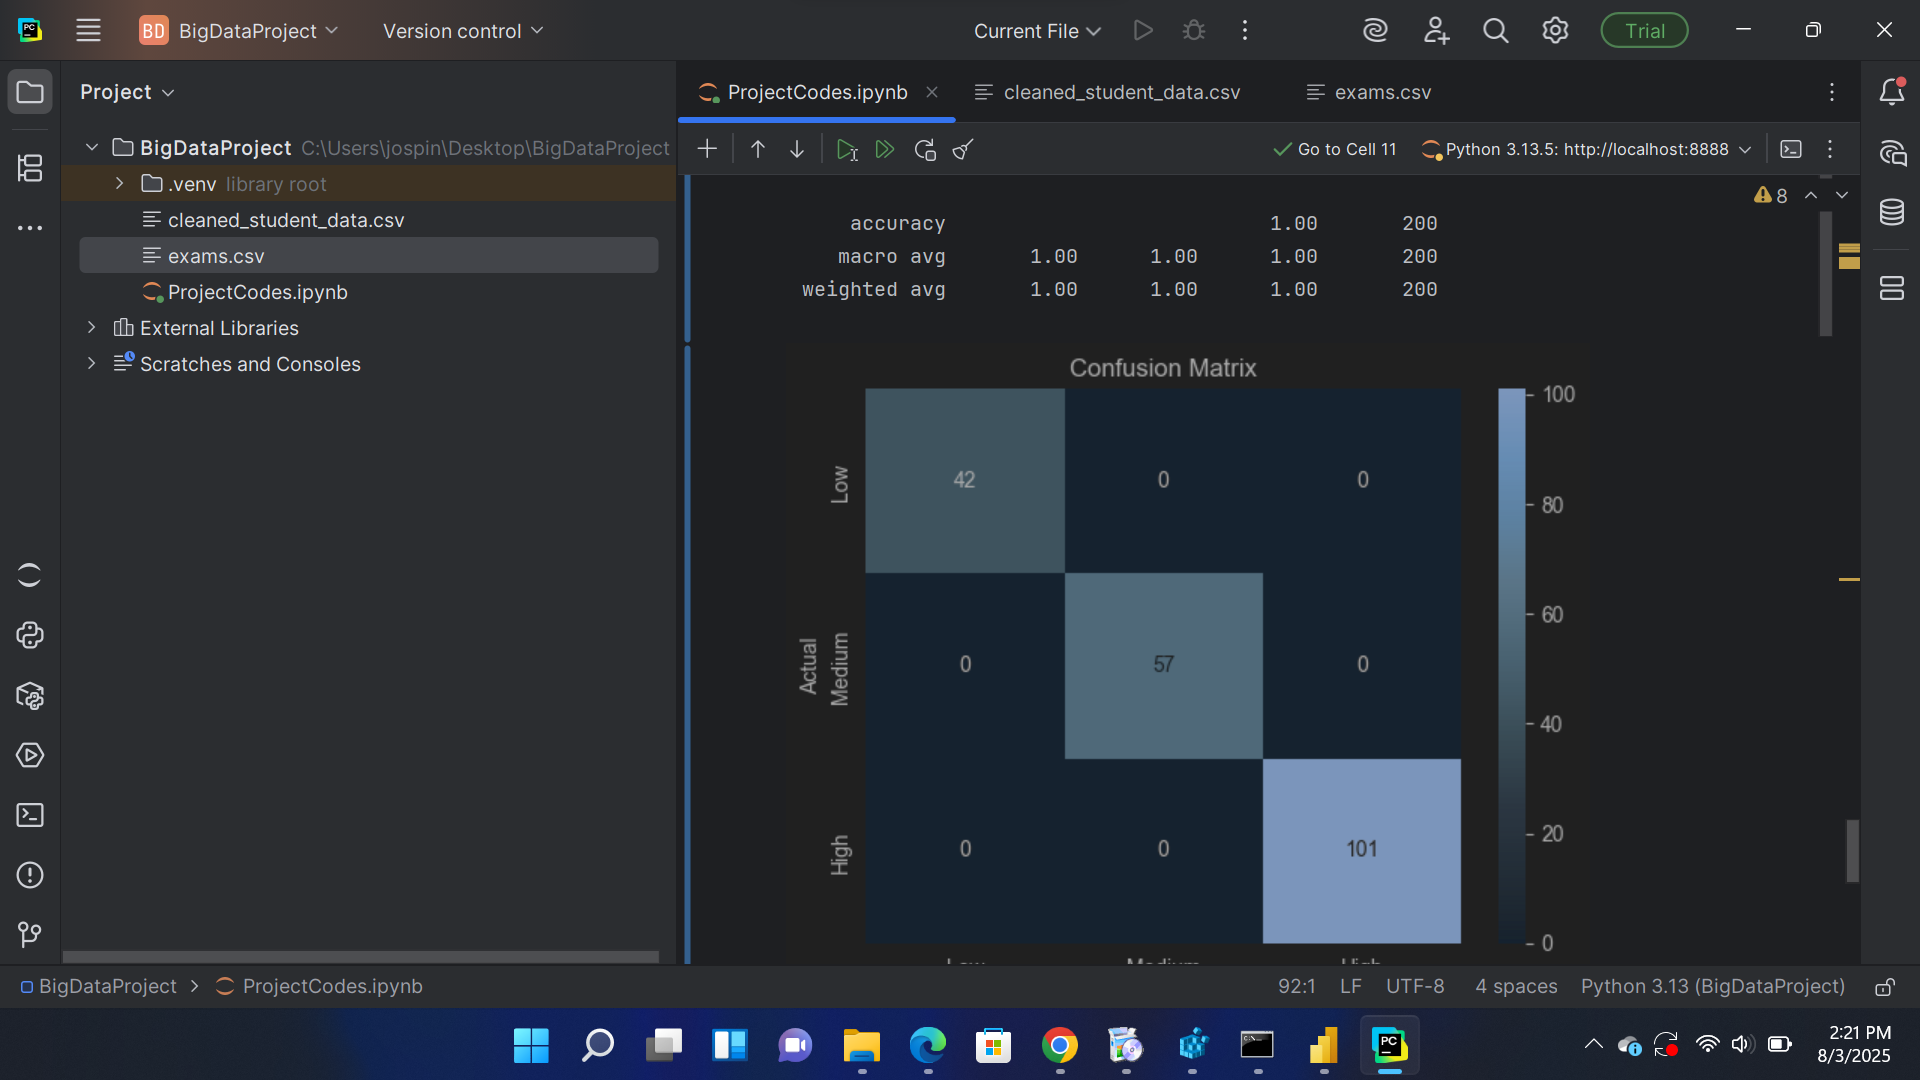 PC
BD BigDataProject
Version control
Current File
Trial
Project
ProjectCodes.ipynb
cleaned_student_data.csv
exams.csv
Go to Cell 11
Python 3.13.5: http://localhost:8888
BigDataProject C:\Users\jospin\Desktop\BigDataProject
.venv library root
cleaned_student_data.csv
exams.csv
ProjectCodes.ipynb
External Libraries
Scratches and Consoles
8
accuracy 1.00 200
macro avg 1.00 1.00 1.00 200
weighted avg 1.00 1.00 1.00 200
Confusion Matrix
Actual
Low
42 0 0
Medium
0 57 0
High
0 0 101
100
80
60
40
20
0
Low Medium High
BigDataProject > ProjectCodes.ipynb
92:1 LF UTF-8 4 spaces Python 3.13 (BigDataProject)
PC
2:21 PM
8/3/2025